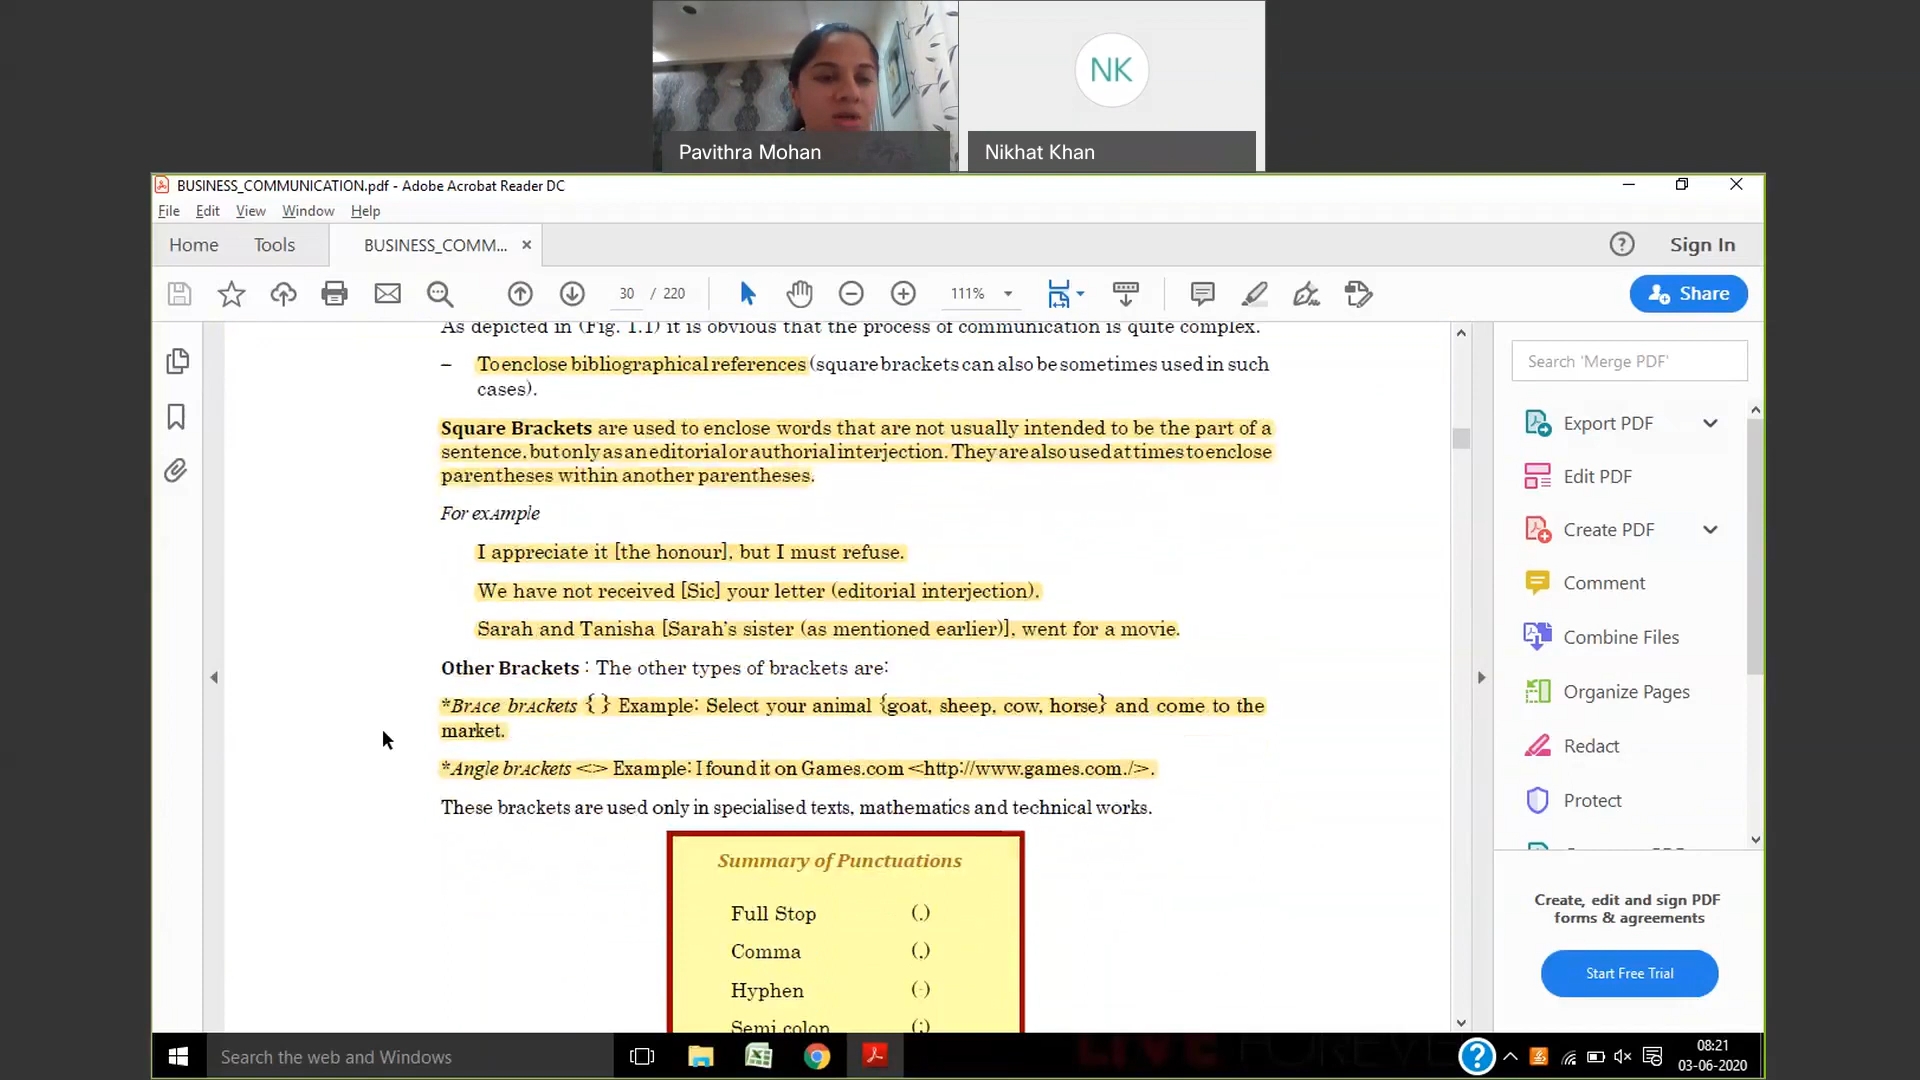 NK
Pavithra Mohan
Nikhat Khan
BUSINESS_COMMUNICATION.pdf - Adobe Acrobat Reader DC
File Edit View Window Help
Home Tools BUSINESS_COMM... × Sign In
30 / 220 111% Share
As depicted in (Fig. 1.1) it is obvious that the process of communication is quite complex.
– To enclose bibliographical references (square brackets can also be sometimes used in such
cases).
Square Brackets are used to enclose words that are not usually intended to be the part of a
sentence, but only as an editorial or authorial interjection. They are also used at times to enclose
parentheses within another parentheses.
For exAmple
I appreciate it [the honour], but I must refuse.
We have not received [Sic] your letter (editorial interjection).
Sarah and Tanisha [Sarah's sister (as mentioned earlier)], went for a movie.
Other Brackets : The other types of brackets are:
*BrAce brAckets { } Example: Select your animal {goat, sheep, cow, horse} and come to the
market.
*Angle brAckets <> Example: I found it on Games.com <http://www.games.com./>.
These brackets are used only in specialised texts, mathematics and technical works.
Summary of Punctuations
Full Stop (.)
Comma (,)
Hyphen (-)
Semi colon (;)
Search 'Merge PDF'
Export PDF
Edit PDF
Create PDF
Comment
Combine Files
Organize Pages
Redact
Protect
Create, edit and sign PDF
forms & agreements
Start Free Trial
Search the web and Windows
LIVE FOREVE
08:21
03-06-2020